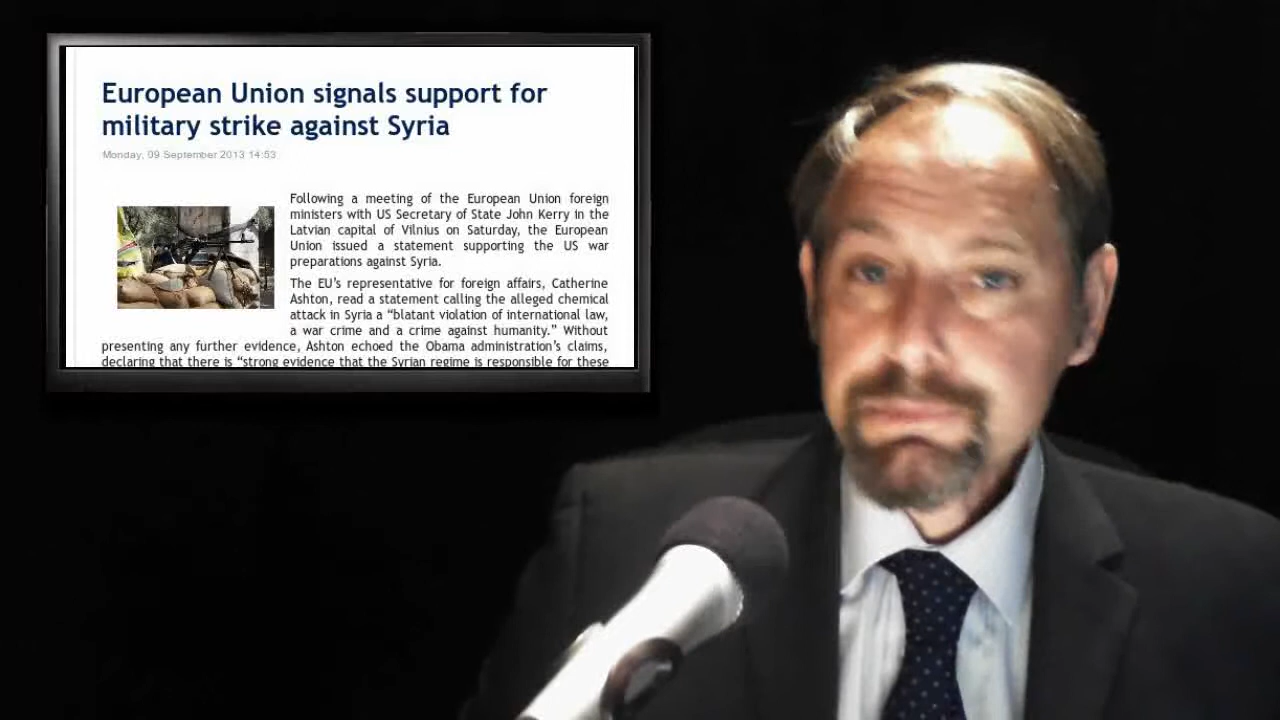 European Union signals support for
military strike against Syria
Monday, 09 September 2013 14:53
Following a meeting of the European Union foreign
ministers with US Secretary of State John Kerry in the
Latvian capital of Vilnius on Saturday, the European
Union issued a statement supporting the US war
preparations against Syria.
The EU's representative for foreign affairs, Catherine
Ashton, read a statement calling the alleged chemical
attack in Syria a “blatant violation of international law,
a war crime and a crime against humanity.” Without
presenting any further evidence, Ashton echoed the Obama administration's claims,
declaring that there is “strong evidence that the Syrian regime is responsible for these